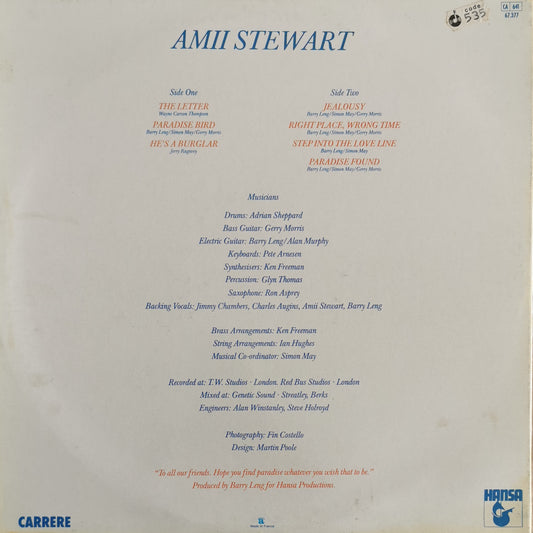 code
535
CA 641
67.377
AMII STEWART
Side One
THE LETTER
Wayne Carson Thompson
PARADISE BIRD
Barry Leng/Simon May/Gerry Morris
HE'S A BURGLAR
Jerry Ragovoy
Side Two
JEALOUSY
Barry Leng/Simon May/Gerry Morris
RIGHT PLACE, WRONG TIME
Barry Leng/Simon May/Gerry Morris
STEP INTO THE LOVE LINE
Barry Leng/Simon May
PARADISE FOUND
Barry Leng/Simon May/Gerry Morris
Musicians
Drums: Adrian Sheppard
Bass Guitar: Gerry Morris
Electric Guitar: Barry Leng/Alan Murphy
Keyboards: Pete Arnesen
Synthesisers: Ken Freeman
Percussion: Glyn Thomas
Saxophone: Ron Asprey
Backing Vocals: Jimmy Chambers, Charles Augins, Amii Stewart, Barry Leng
Brass Arrangements: Ken Freeman
String Arrangements: Ian Hughes
Musical Co-ordinator: Simon May
Recorded at: T.W. Studios · London. Red Bus Studios · London
Mixed at: Genetic Sound · Streatley, Berks
Engineers: Alan Winstanley, Steve Holroyd
Photography: Fin Costello
Design: Martin Poole
"To all our friends. Hope you find paradise whatever you wish that to be."
Produced by Barry Leng for Hansa Productions.
CARRERE
Made in France
HANSA